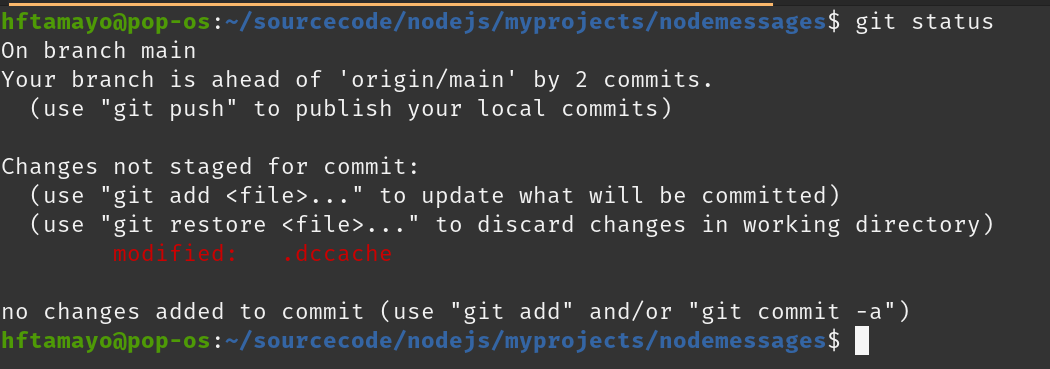 hftamayo@pop-os:~/sourcecode/nodejs/myprojects/nodemessages$ git status
On branch main
Your branch is ahead of 'origin/main' by 2 commits.
  (use "git push" to publish your local commits)

Changes not staged for commit:
  (use "git add <file>..." to update what will be committed)
  (use "git restore <file>..." to discard changes in working directory)
        modified:   .dccache

no changes added to commit (use "git add" and/or "git commit -a")
hftamayo@pop-os:~/sourcecode/nodejs/myprojects/nodemessages$